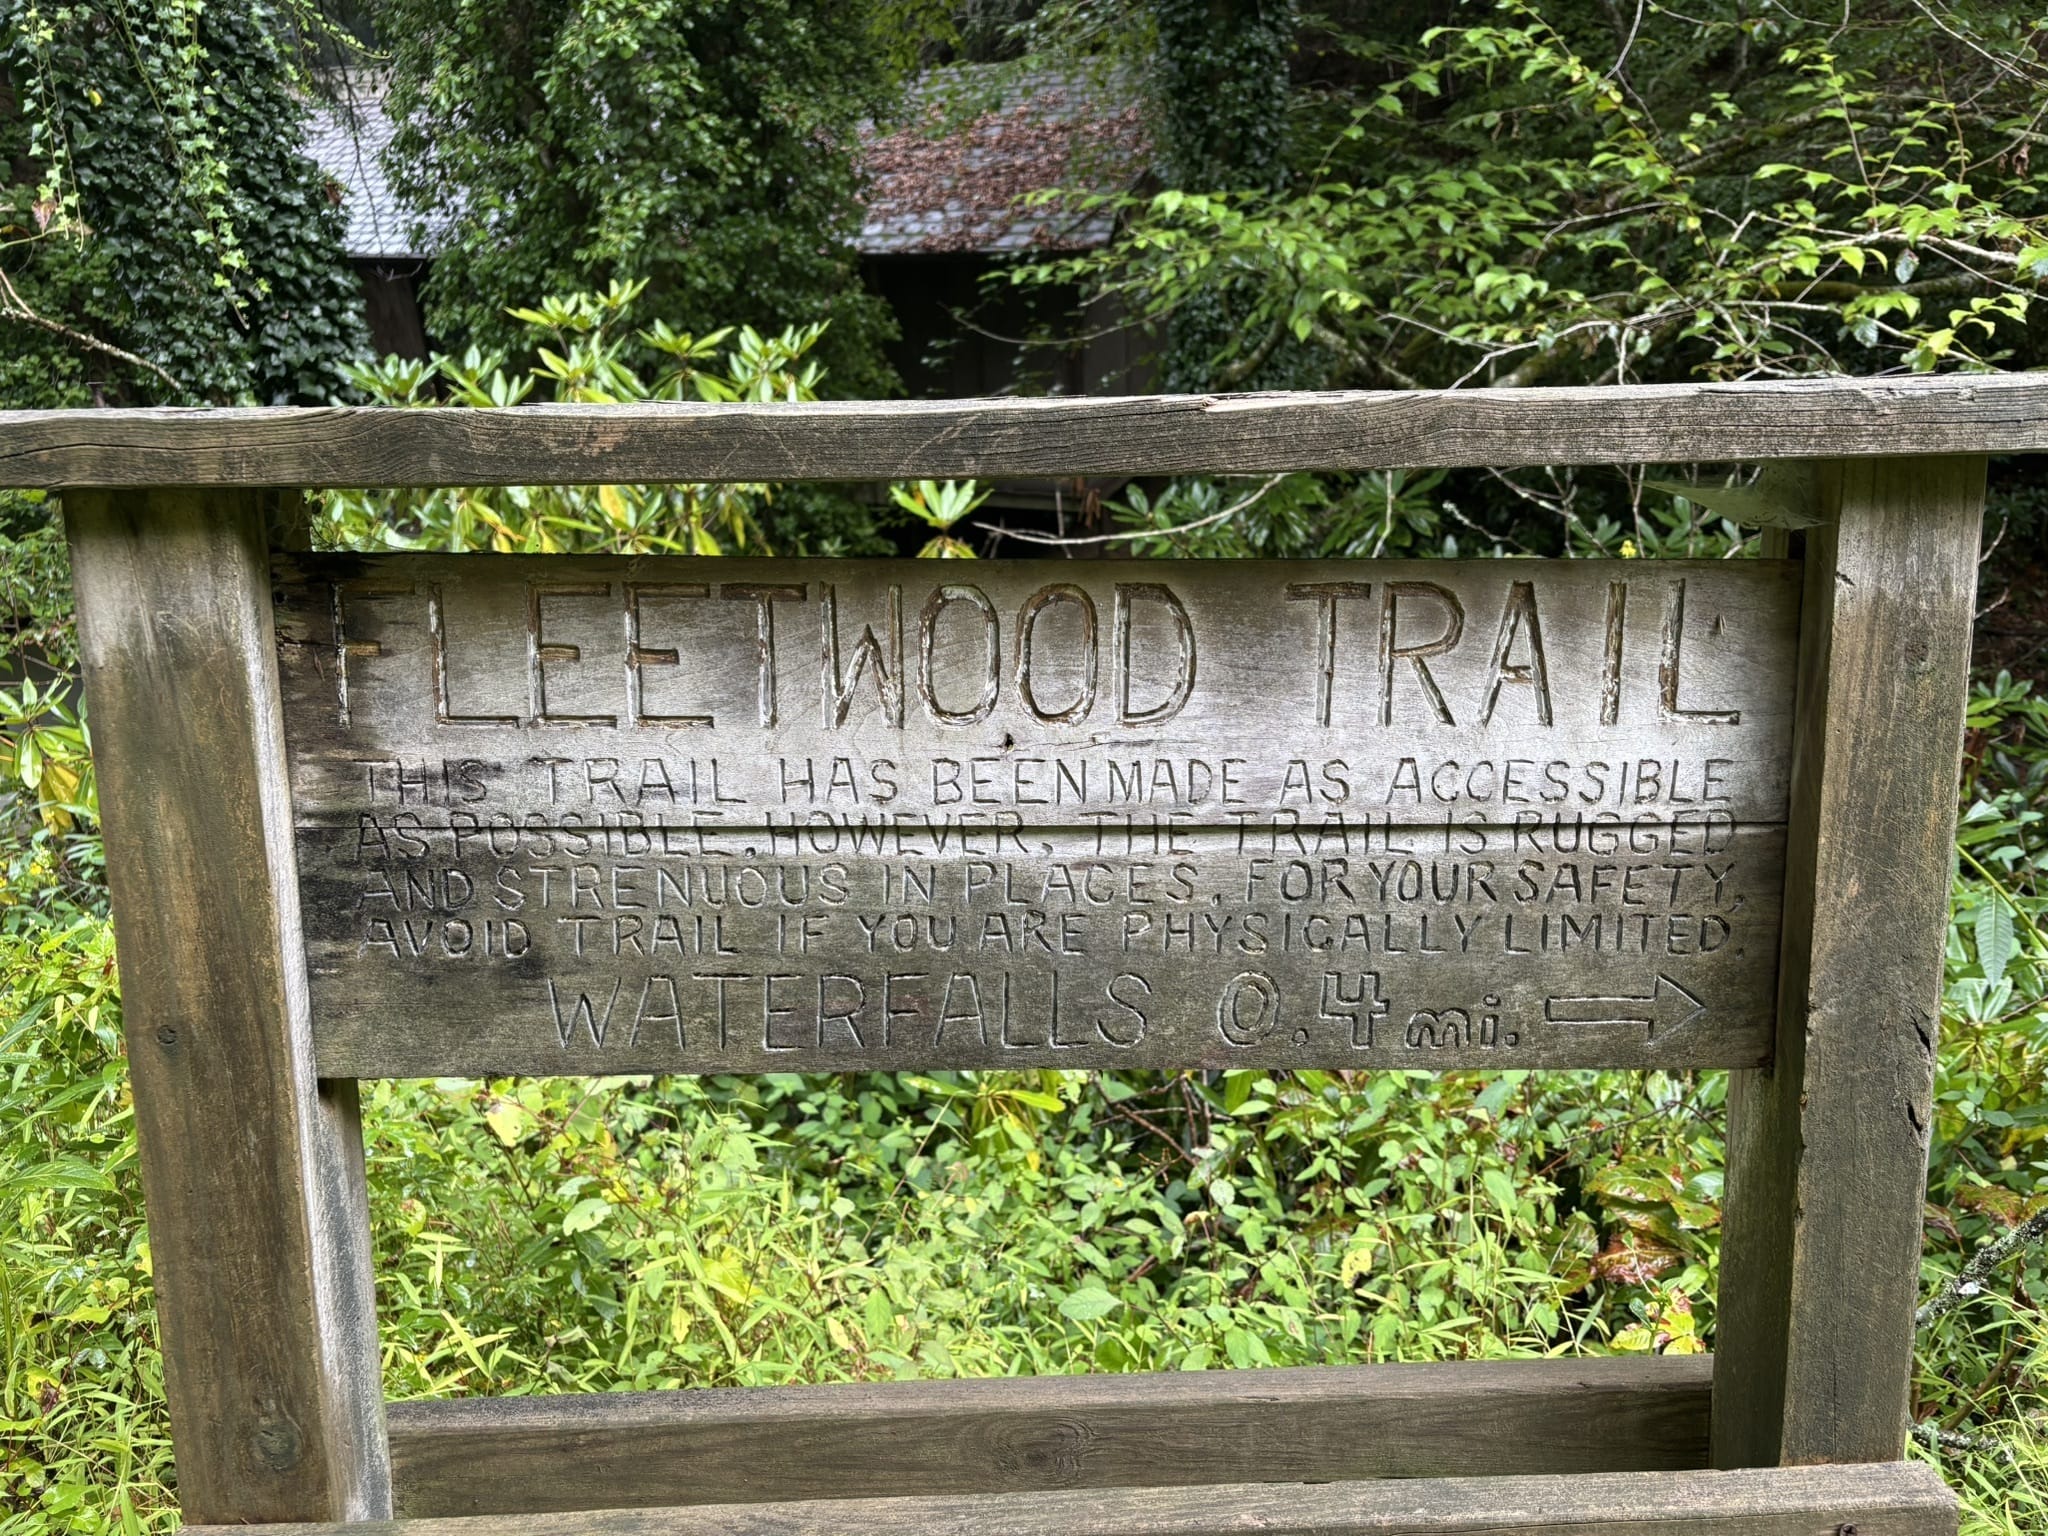 FLEETWOOD TRAIL
THIS TRAIL HAS BEEN MADE AS ACCESSIBLE
AS POSSIBLE. HOWEVER, THE TRAIL IS RUGGED
AND STRENUOUS IN PLACES. FOR YOUR SAFETY,
AVOID TRAIL IF YOU ARE PHYSICALLY LIMITED.
WATERFALLS 0.4 mi. →